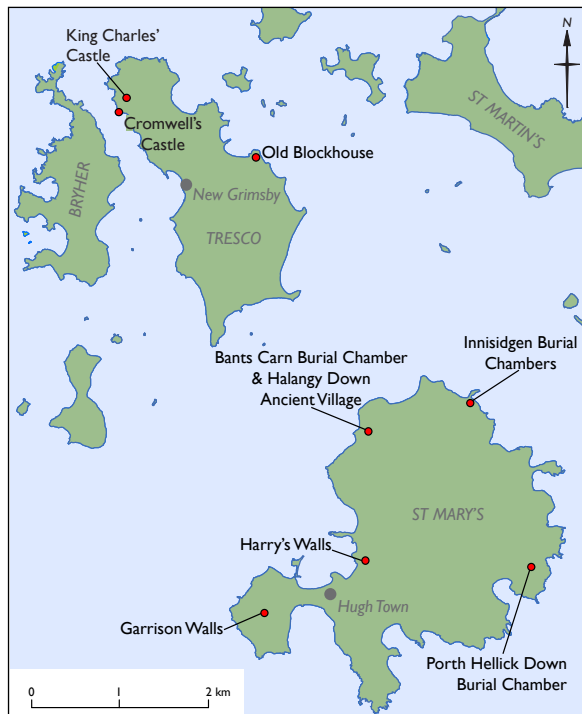 N
King Charles'
Castle
Cromwell's
Castle
Old Blockhouse
ST MARTIN'S
BRYHER
New Grimsby
TRESCO
Bants Carn Burial Chamber
& Halangy Down
Ancient Village
Innisidgen Burial
Chambers
ST MARY'S
Harry's Walls
Hugh Town
Garrison Walls
Porth Hellick Down
Burial Chamber
0 1 2 km